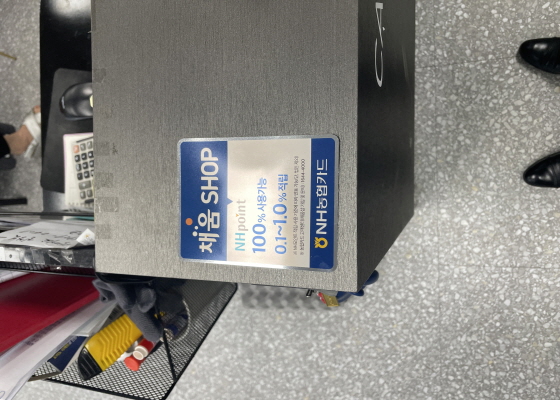 채움 SHOP
NHpoint
100% 사용가능
0.1~1.0% 적립
NH농협카드
CA